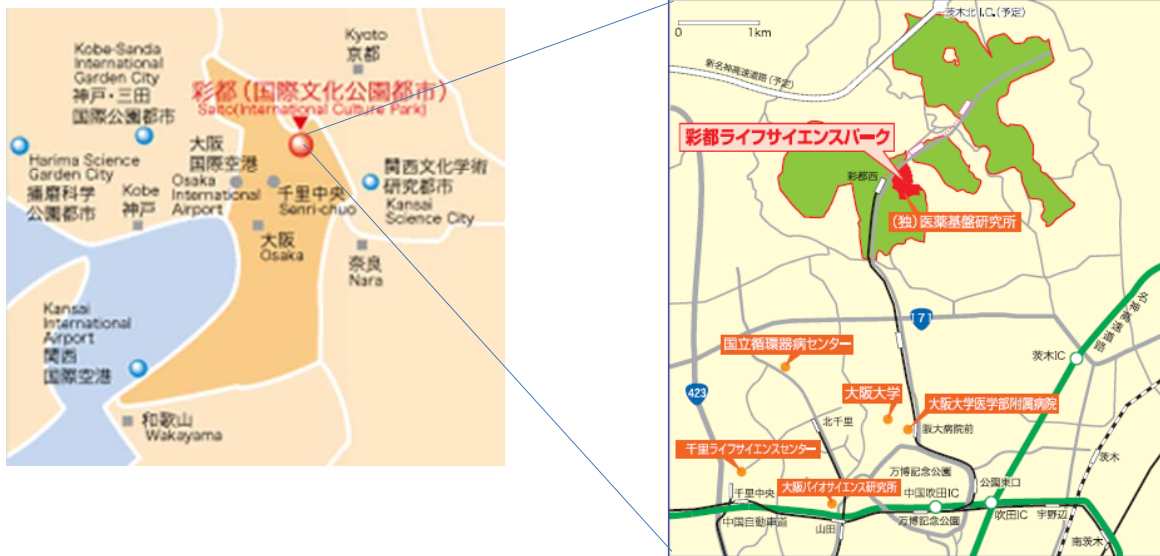 Kobe-Sanda
International
Garden City
神戸・三田
国際公園都市
Kyoto
京都
彩都(国際文化公園都市)
Saito(International Culture Park)
Harima Science
Garden City
播磨科学
公園都市
Kobe
神戸
大阪
国際空港
Osaka
International
Airport
千里中央
Senri-chuo
関西文化学術
研究都市
Kansai
Science City
大阪
Osaka
奈良
Nara
Kansai
International
Airport
関西
国際空港
和歌山
Wakayama
0 1km
茨木北I.C.(予定)
新名神高速道路(予定)
彩都ライフサイエンスパーク
彩都西
(独)医薬基盤研究所
名神高速道路
171
国立循環器病センター
茨木IC
423
大阪大学
大阪大学医学部附属病院
北千里
阪大病院前
千里ライフサイエンスセンター
茨木
万博記念公園
千里中央
大阪バイオサイエンス研究所
中国吹田IC
公園東口
中国自動車道
山田
万博記念公園
吹田IC
宇野辺
南茨木